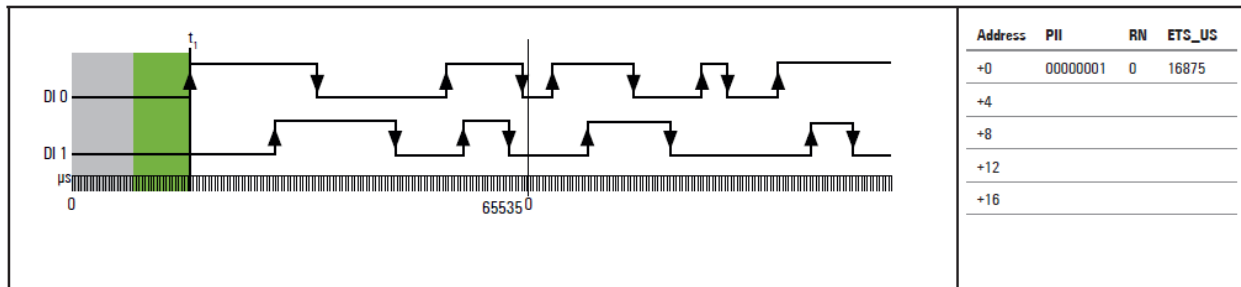 t1
DI 0
DI 1
µs
0
65535 0
Address PII RN ETS_US
+0 00000001 0 16875
+4
+8
+12
+16